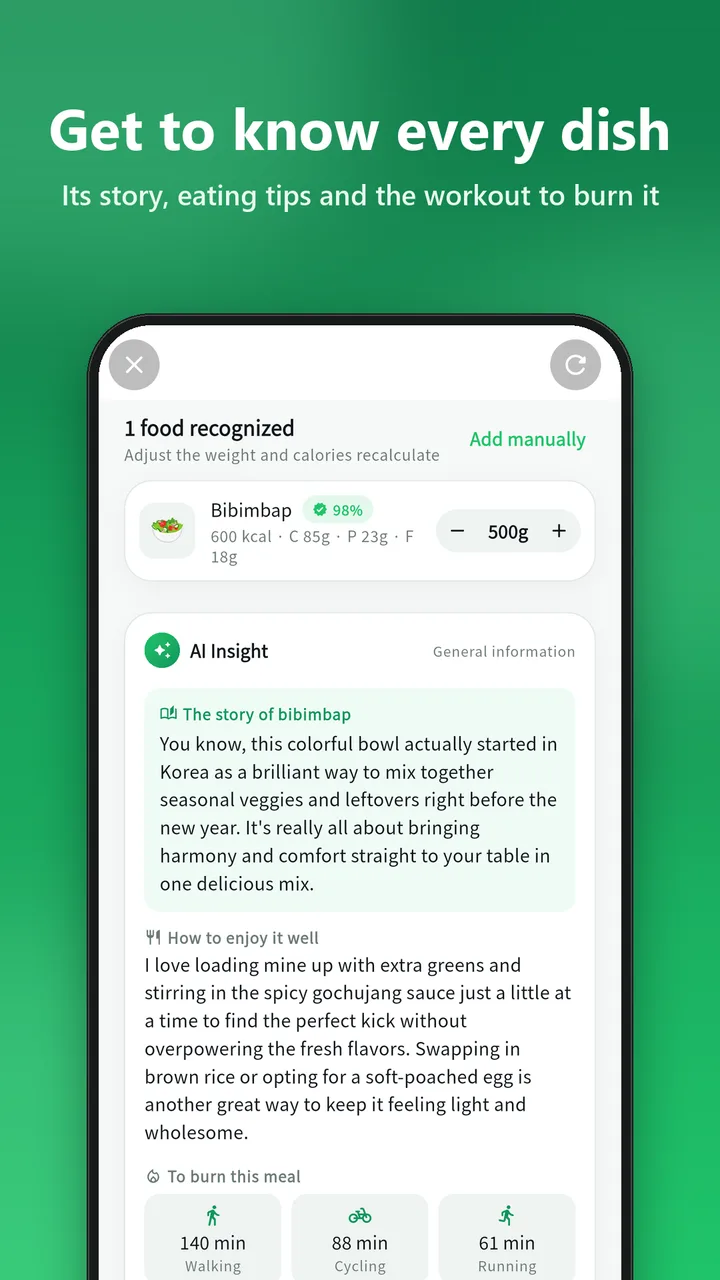 Get to know every dish
Its story, eating tips and the workout to burn it
1 food recognized
Adjust the weight and calories recalculate
Add manually
Bibimbap
98%
600 kcal · C 85g · P 23g · F
18g
− 500g +
AI Insight
General information
The story of bibimbap
You know, this colorful bowl actually started in
Korea as a brilliant way to mix together
seasonal veggies and leftovers right before the
new year. It's really all about bringing
harmony and comfort straight to your table in
one delicious mix.
How to enjoy it well
I love loading mine up with extra greens and
stirring in the spicy gochujang sauce just a little at
a time to find the perfect kick without
overpowering the fresh flavors. Swapping in
brown rice or opting for a soft-poached egg is
another great way to keep it feeling light and
wholesome.
To burn this meal
140 min
Walking
88 min
Cycling
61 min
Running